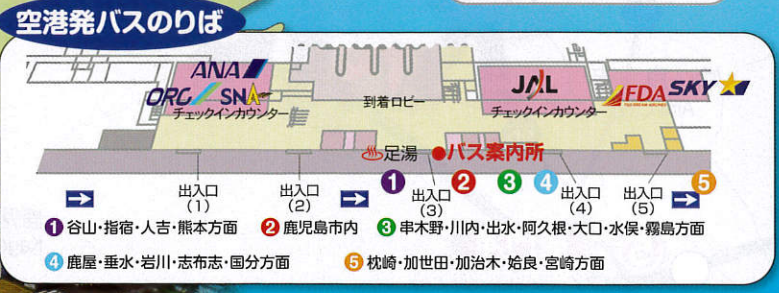 空港発バスのりば
ANA
ORC SNA
チェックインカウンター
到着ロビー
JAL
チェックインカウンター
FDA
SKY
足湯
●バス案内所
1 2 3 4 5
出入口
(1)
出入口
(2)
出入口
(3)
出入口
(4)
出入口
(5)
1 谷山・指宿・人吉・熊本方面 2 鹿児島市内 3 串木野・川内・出水・阿久根・大口・水俣・霧島方面
4 鹿屋・垂水・岩川・志布志・国分方面 5 枕崎・加世田・加治木・姶良・宮崎方面